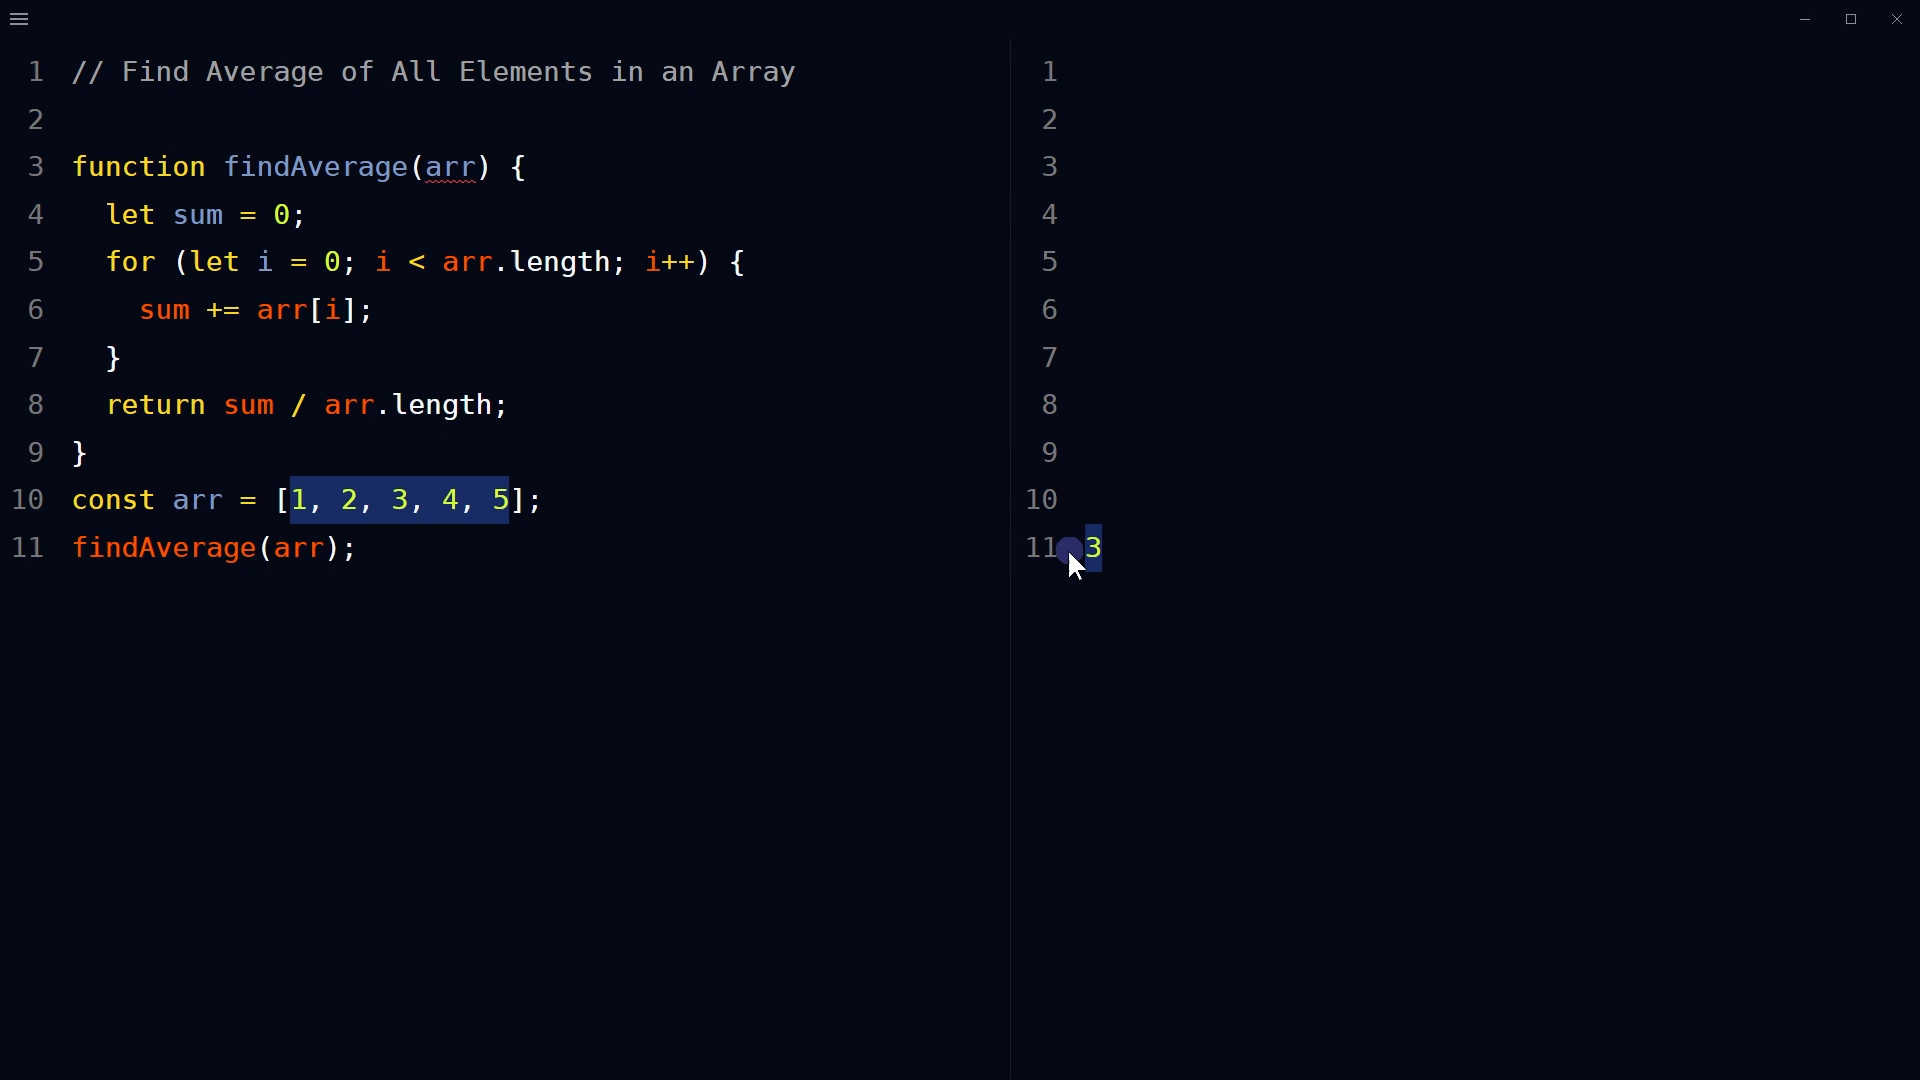 1 // Find Average of All Elements in an Array
2
3 function findAverage(arr) {
4   let sum = 0;
5   for (let i = 0; i < arr.length; i++) {
6     sum += arr[i];
7   }
8   return sum / arr.length;
9 }
10 const arr = [1, 2, 3, 4, 5];
11 findAverage(arr);
1
2
3
4
5
6
7
8
9
10
11 3